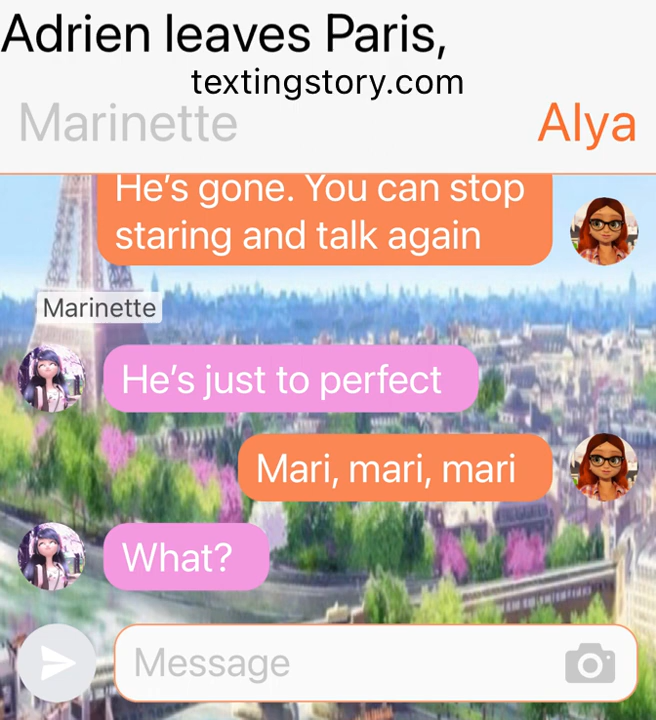 Adrien leaves Paris,
textingstory.com
Marinette Alya
He's gone. You can stop
staring and talk again
Marinette
He's just to perfect
Mari, mari, mari
What?
Message